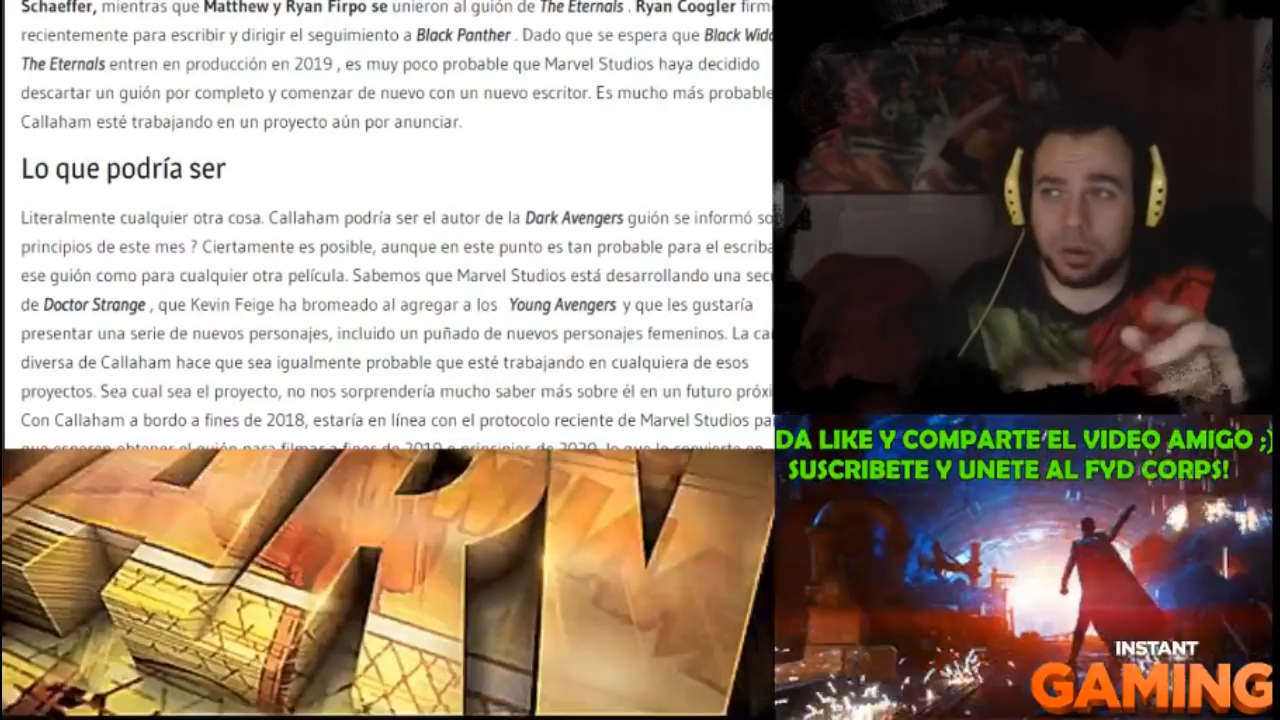 Schaeffer, mientras que Matthew y Ryan Firpo se unieron al guión de The Eternals . Ryan Coogler
recientemente para escribir y dirigir el seguimiento a Black Panther . Dado que se espera que Black
The Eternals entren en producción en 2019 , es muy poco probable que Marvel Studios haya decidido
descartar un guión por completo y comenzar de nuevo con un nuevo escritor. Es mucho más probable
Callaham esté trabajando en un proyecto aún por anunciar.
Lo que podría ser
Literalmente cualquier otra cosa. Callaham podría ser el autor de la Dark Avengers guión se informó
principios de este mes ? Ciertamente es posible, aunque en este punto es tan probable para el escriba
ese guión como para cualquier otra película. Sabemos que Marvel Studios está desarrollando una
de Doctor Strange , que Kevin Feige ha bromeado al agregar a los Young Avengers y que les gustaría
presentar una serie de nuevos personajes, incluido un puñado de nuevos personajes femeninos. La
diversa de Callaham hace que sea igualmente probable que esté trabajando en cualquiera de esos
proyectos. Sea cual sea el proyecto, no nos sorprendería mucho saber más sobre él en un futuro
Con Callaham a bordo a fines de 2018, estaría en línea con el protocolo reciente de Marvel Studios
DA LIKE Y COMPARTE EL VIDEO AMIGO ;)
SUSCRIBETE Y UNETE AL FYD CORPS!
INSTANT
GAMING